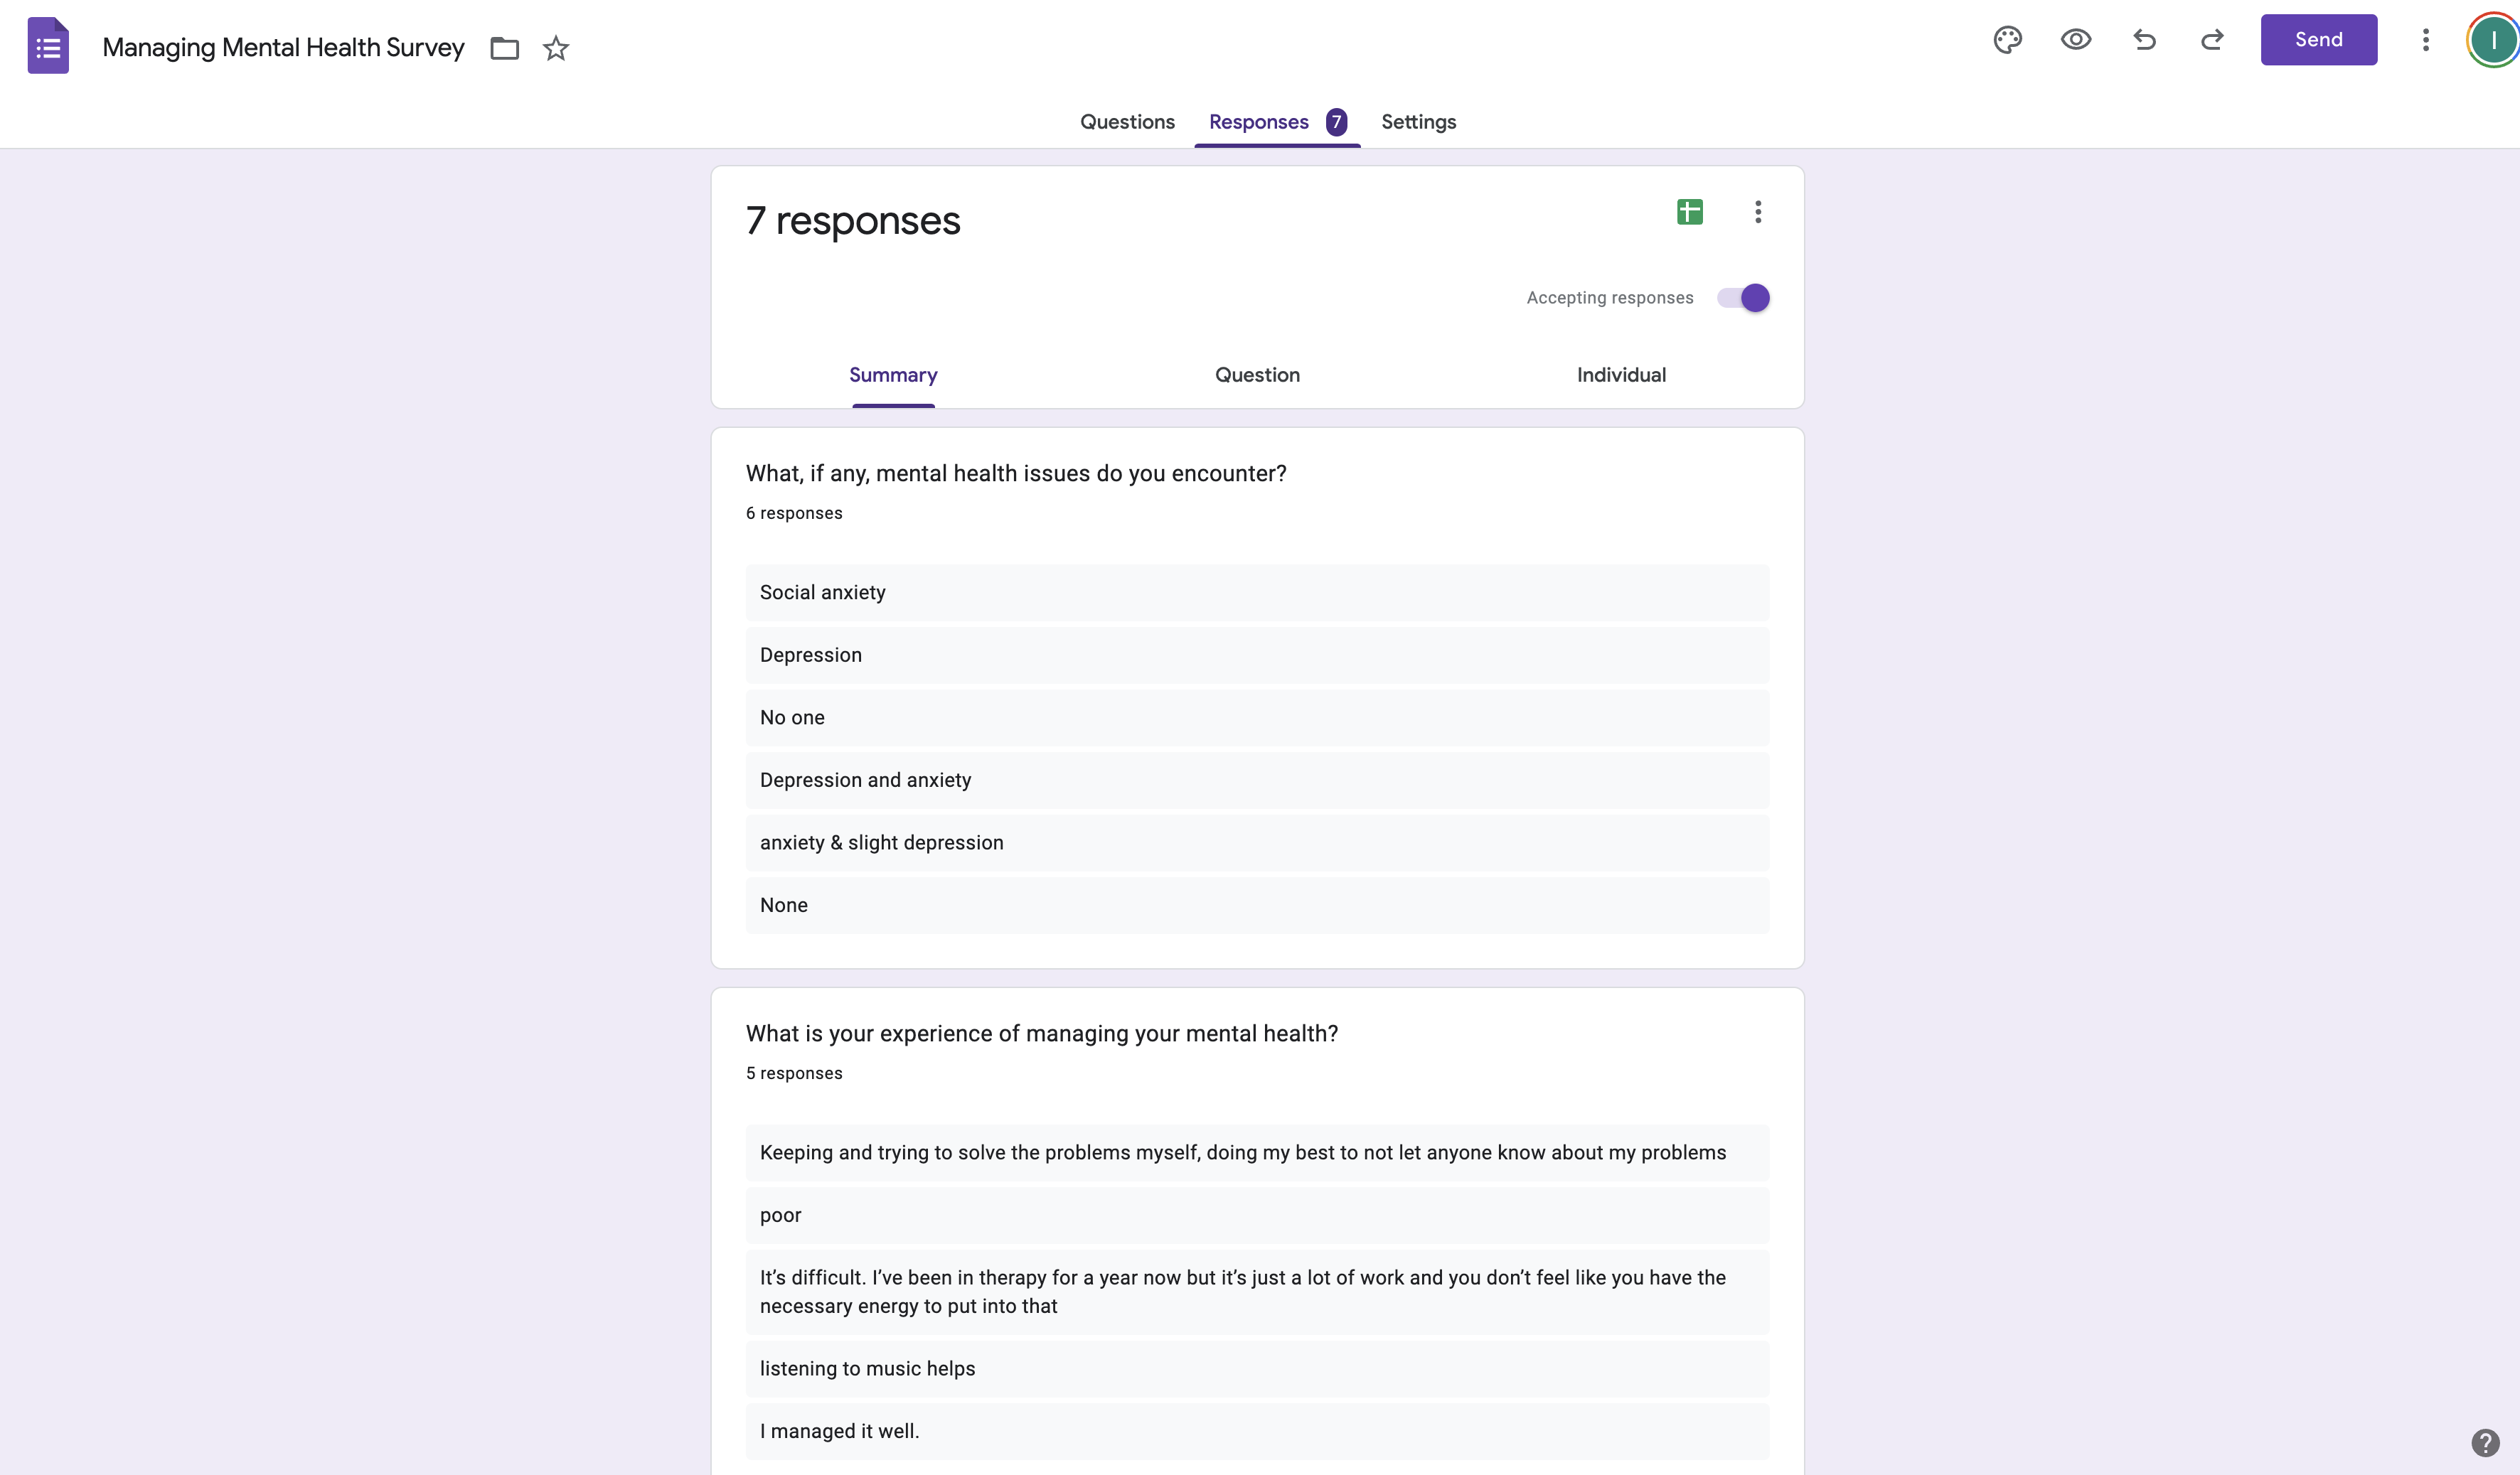 Managing Mental Health Survey
Send
I
Questions
Responses 7
Settings
7 responses
Accepting responses
Summary
Question
Individual
What, if any, mental health issues do you encounter?
6 responses
Social anxiety
Depression
No one
Depression and anxiety
anxiety & slight depression
None
What is your experience of managing your mental health?
5 responses
Keeping and trying to solve the problems myself, doing my best to not let anyone know about my problems
poor
It’s difficult. I’ve been in therapy for a year now but it’s just a lot of work and you don’t feel like you have the
necessary energy to put into that
listening to music helps
I managed it well.